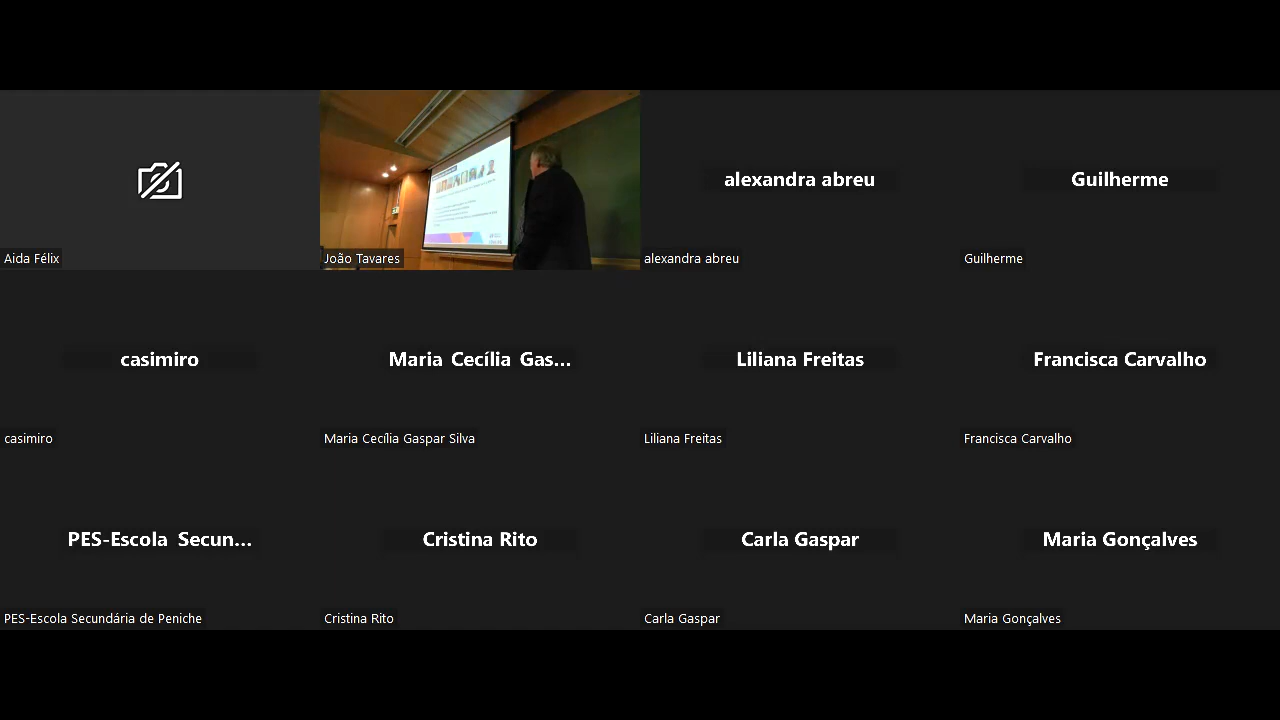 Aida Félix
João Tavares
alexandra abreu
alexandra abreu
Guilherme
Guilherme
casimiro
casimiro
Maria Cecília Gas...
Maria Cecília Gaspar Silva
Liliana Freitas
Liliana Freitas
Francisca Carvalho
Francisca Carvalho
PES-Escola Secun...
PES-Escola Secundária de Peniche
Cristina Rito
Cristina Rito
Carla Gaspar
Carla Gaspar
Maria Gonçalves
Maria Gonçalves